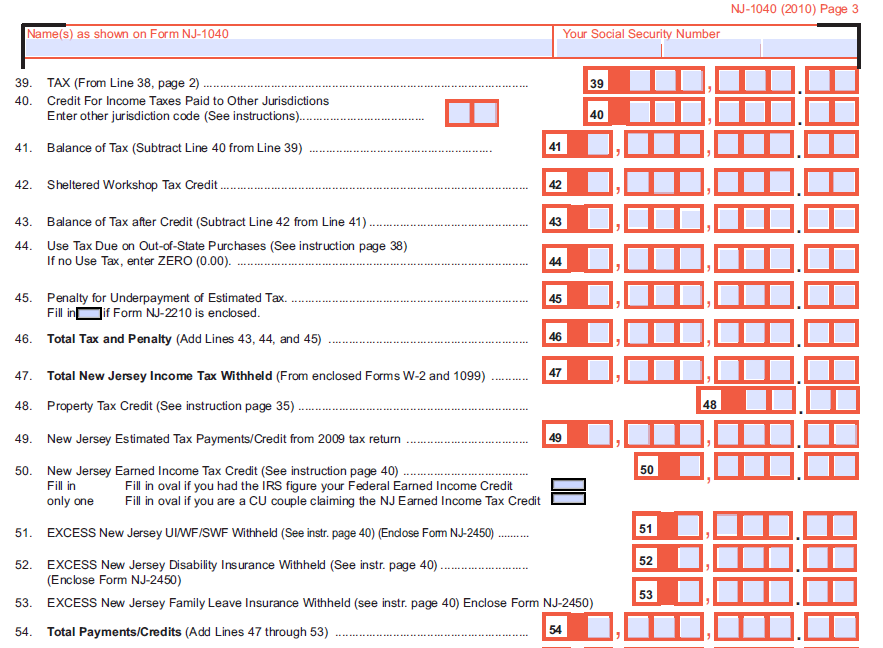 NJ-1040 (2010) Page 3
Name(s) as shown on Form NJ-1040 Your Social Security Number
39. TAX (From Line 38, page 2) .......................................................................................... 39 , .
40. Credit For Income Taxes Paid to Other Jurisdictions
Enter other jurisdiction code (See instructions)..................................... 40 , .
41. Balance of Tax (Subtract Line 40 from Line 39) ....................................................... 41 , , .
42. Sheltered Workshop Tax Credit ..................................................................................... 42 , , .
43. Balance of Tax after Credit (Subtract Line 42 from Line 41) ................................................ 43 , , .
44. Use Tax Due on Out-of-State Purchases (See instruction page 38)
If no Use Tax, enter ZERO (0.00). ................................................................................. 44 , , .
45. Penalty for Underpayment of Estimated Tax. ....................................................................... 45 , , .
Fill in if Form NJ-2210 is enclosed.
46. Total Tax and Penalty (Add Lines 43, 44, and 45) ............................................................ 46 , , .
47. Total New Jersey Income Tax Withheld (From enclosed Forms W-2 and 1099) ........... 47 , , .
48. Property Tax Credit (See instruction page 35) ..................................................................... 48 .
49. New Jersey Estimated Tax Payments/Credit from 2009 tax return ..................................... 49 , , .
50. New Jersey Earned Income Tax Credit (See instruction page 40) ...................................... 50 , .
Fill in Fill in oval if you had the IRS figure your Federal Earned Income Credit
only one Fill in oval if you are a CU couple claiming the NJ Earned Income Tax Credit
51. EXCESS New Jersey UI/WF/SWF Withheld (See instr. page 40) (Enclose Form NJ-2450) ......... 51 , .
52. EXCESS New Jersey Disability Insurance Withheld (See instr. page 40) .......................... 52 , .
(Enclose Form NJ-2450)
53. EXCESS New Jersey Family Leave Insurance Withheld (see instr. page 40) Enclose Form NJ-2450) 53 , .
54. Total Payments/Credits (Add Lines 47 through 53) .......................................................... 54 , , .